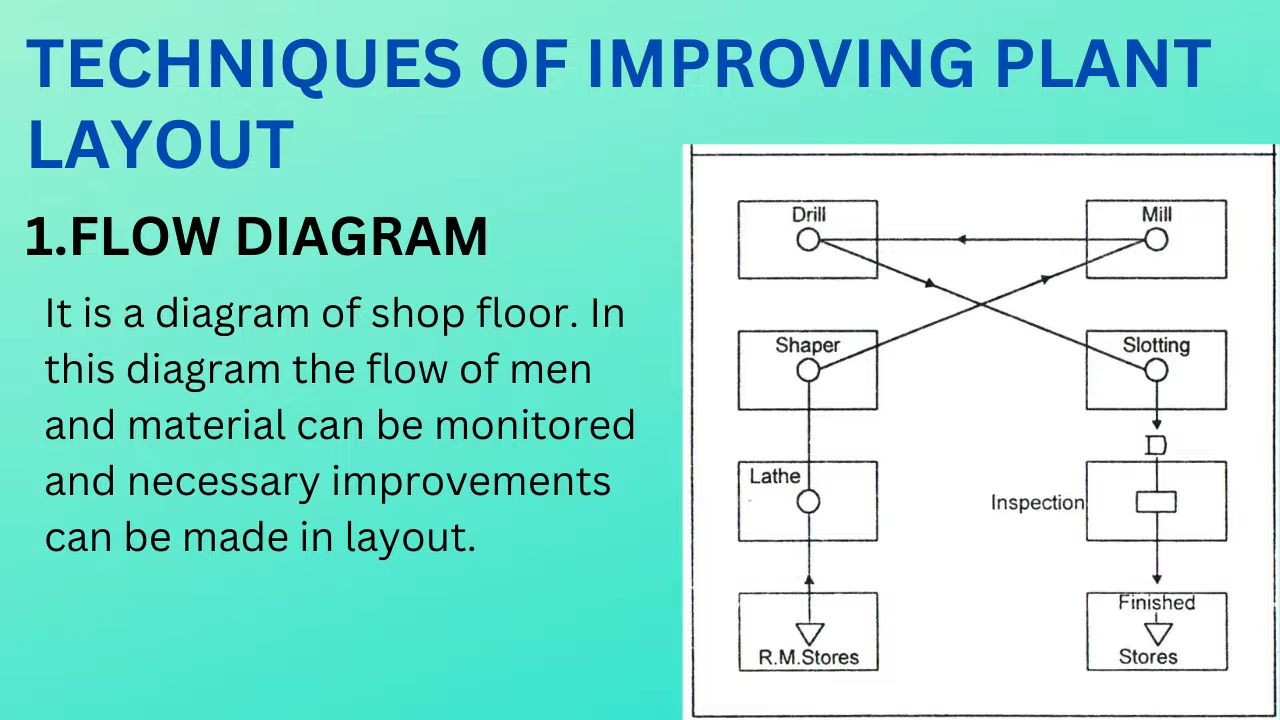 TECHNIQUES OF IMPROVING PLANT
LAYOUT
1.FLOW DIAGRAM
It is a diagram of shop floor. In
this diagram the flow of men
and material can be monitored
and necessary improvements
can be made in layout.
Drill
Mill
Shaper
Slotting
D
Lathe
Inspection
R.M.Stores
Finished
Stores